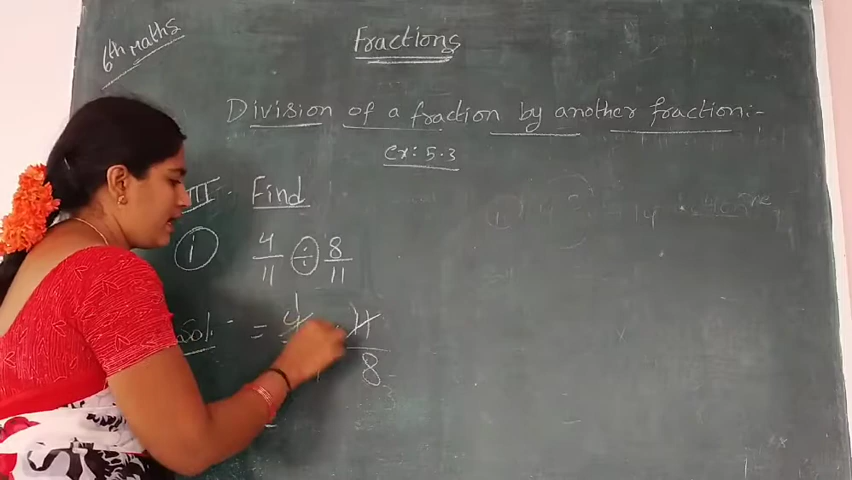 6th maths
Fractions
Division of a fraction by another fraction:-
Ex: 5.3
III. Find
i 4/11 ÷ 8/11
Sol:- = 4 11
8